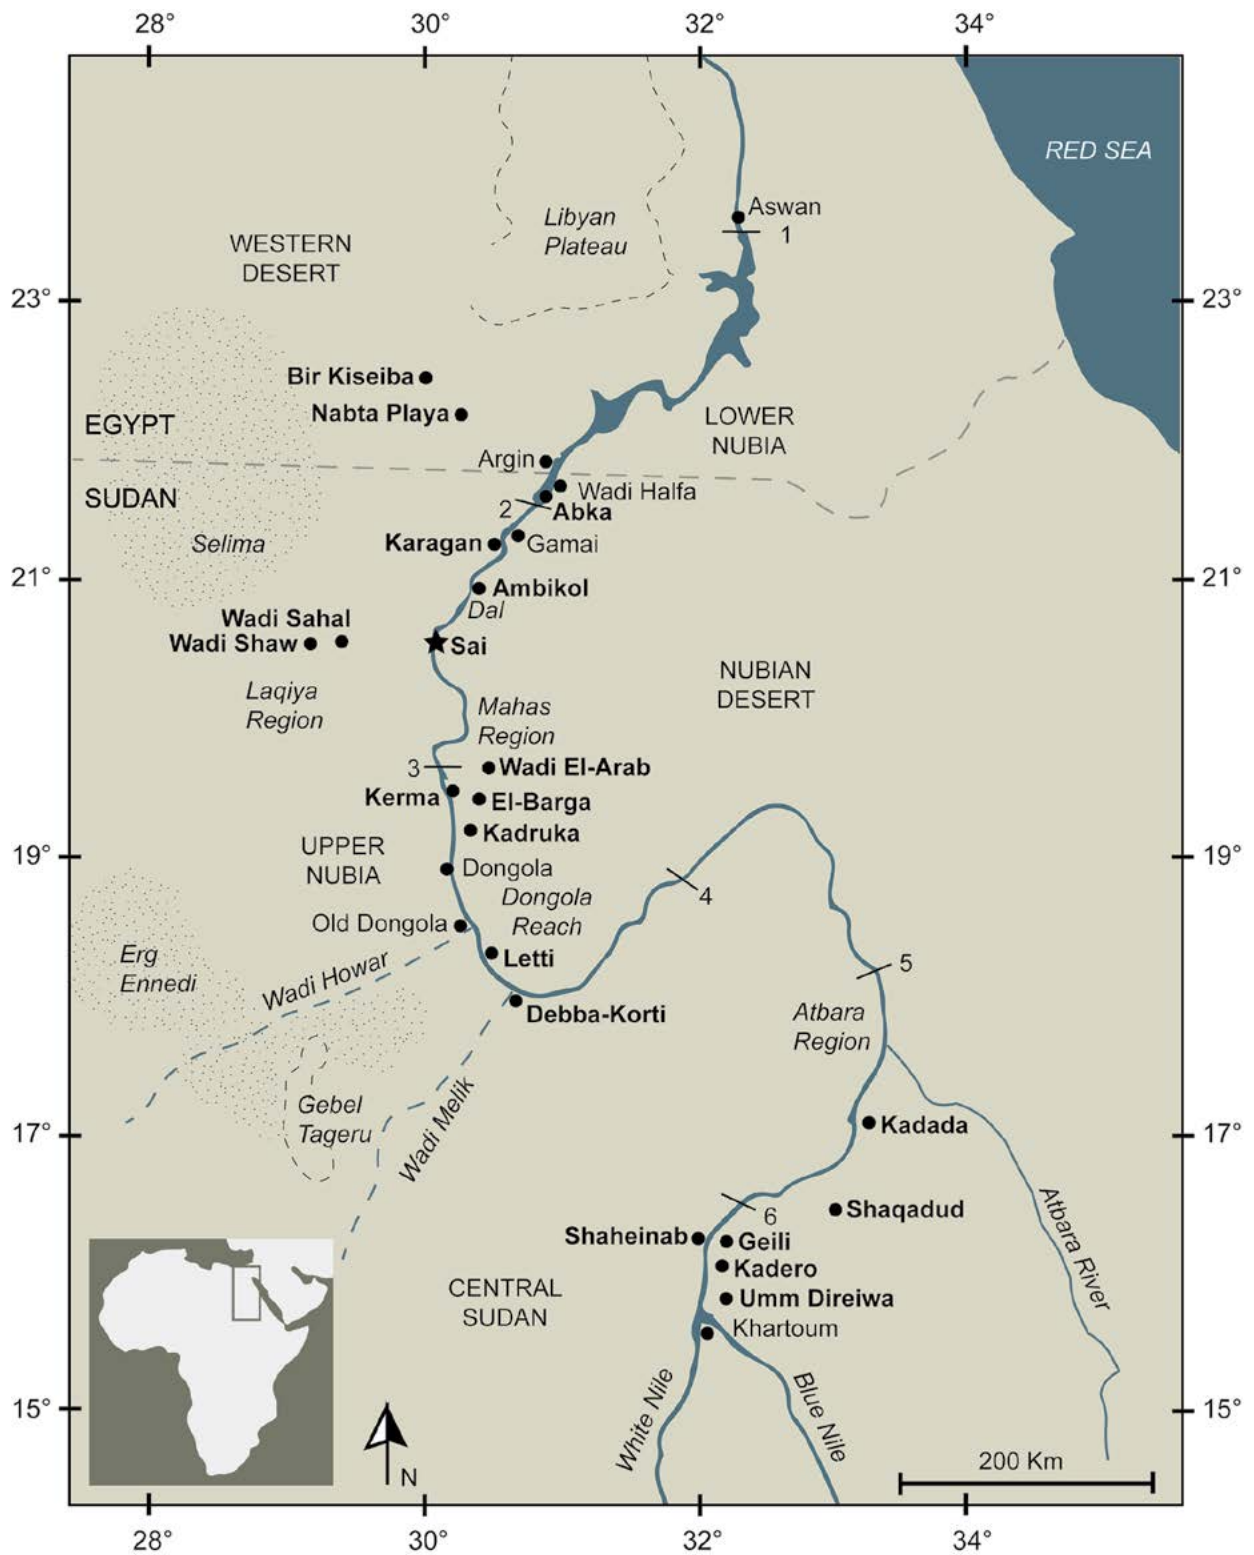 28°
30°
32°
34°
RED SEA
Aswan
1
Libyan
Plateau
WESTERN
DESERT
23°
23°
Bir Kiseiba
Nabta Playa
LOWER
NUBIA
EGYPT
Argin
SUDAN
Wadi Halfa
2
Abka
Selima
Karagan
Gamai
21°
21°
Ambikol
Dal
Wadi Sahal
Wadi Shaw
Sai
NUBIAN
DESERT
Laqiya
Region
Mahas
Region
3
Wadi El-Arab
Kerma
El-Barga
Kadruka
UPPER
NUBIA
19°
19°
Dongola
4
Dongola
Reach
Old Dongola
Erg
Ennedi
Wadi Howar
Letti
5
Debba-Korti
Atbara
Region
Gebel
Tageru
Wadi Melik
17°
17°
Kadada
Atbara River
Shaqadud
6
Shaheinab
Geili
Kadero
CENTRAL
SUDAN
Umm Direiwa
Khartoum
15°
15°
White Nile
Blue Nile
N
200 Km
28°
30°
32°
34°